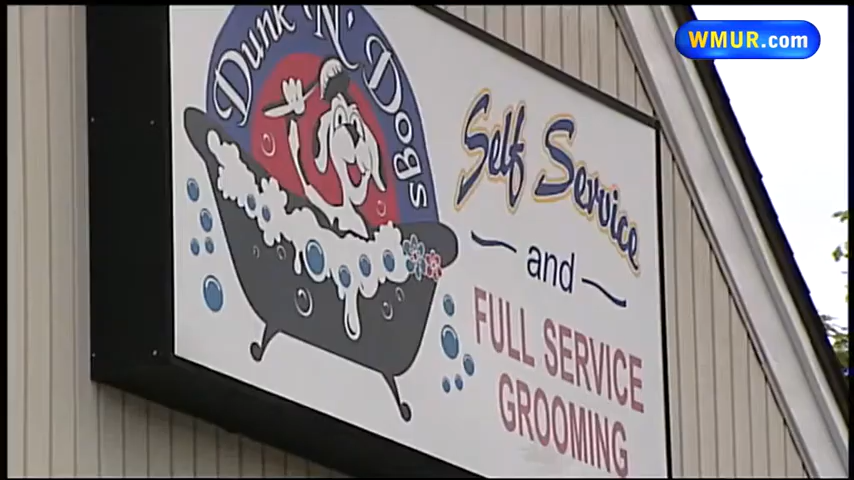 WMUR.com
Dunk 'N' Dogs
Self Service
and
FULL SERVICE
GROOMING